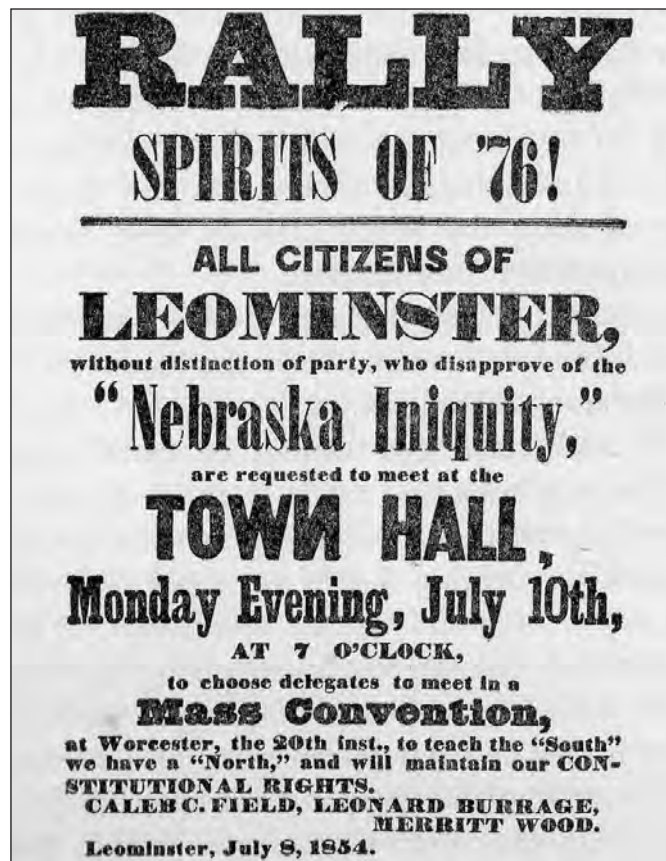 RALLY
SPIRITS OF '76!
ALL CITIZENS OF
LEOMINSTER,
without distinction of party, who disapprove of the
"Nebraska Iniquity,"
are requested to meet at the
TOWN HALL,
Monday Evening, July 10th,
AT 7 O'CLOCK,
to choose delegates to meet in a
Mass Convention,
at Worcester, the 20th inst., to teach the "South"
we have a "North," and will maintain our CON-
STITUTIONAL RIGHTS.
CALEB C. FIELD, LEONARD BURRAGE,
MERRITT WOOD.
Leominster, July 8, 1854.